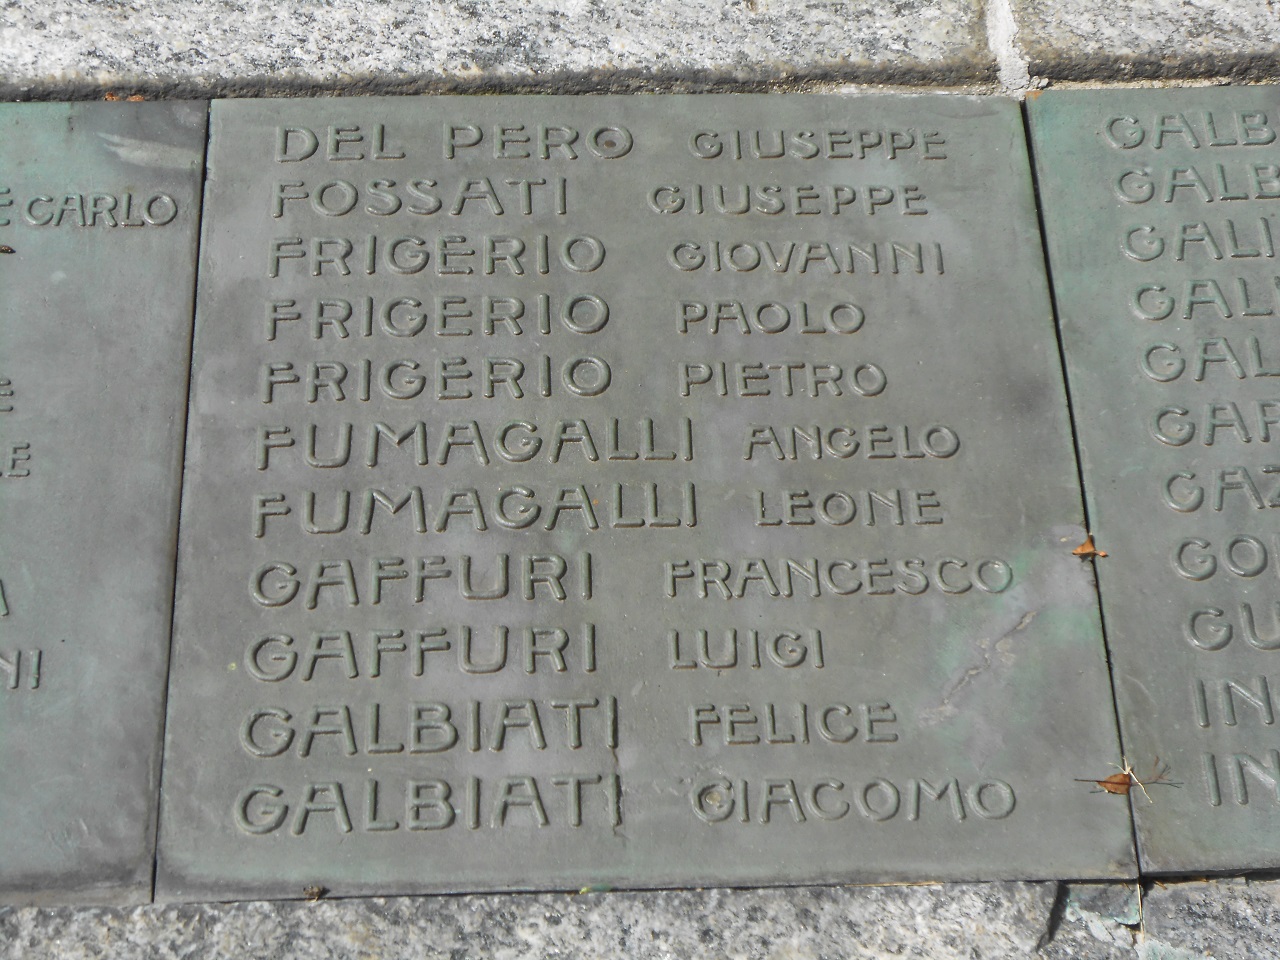 DEL PERO GIUSEPPE
FOSSATI GIUSEPPE
FRIGERIO GIOVANNI
FRIGERIO PAOLO
FRIGERIO PIETRO
FUMAGALLI ANGELO
FUMAGALLI LEONE
GAFFURI FRANCESCO
GAFFURI LUIGI
GALBIATI FELICE
GALBIATI GIACOMO
CARLO